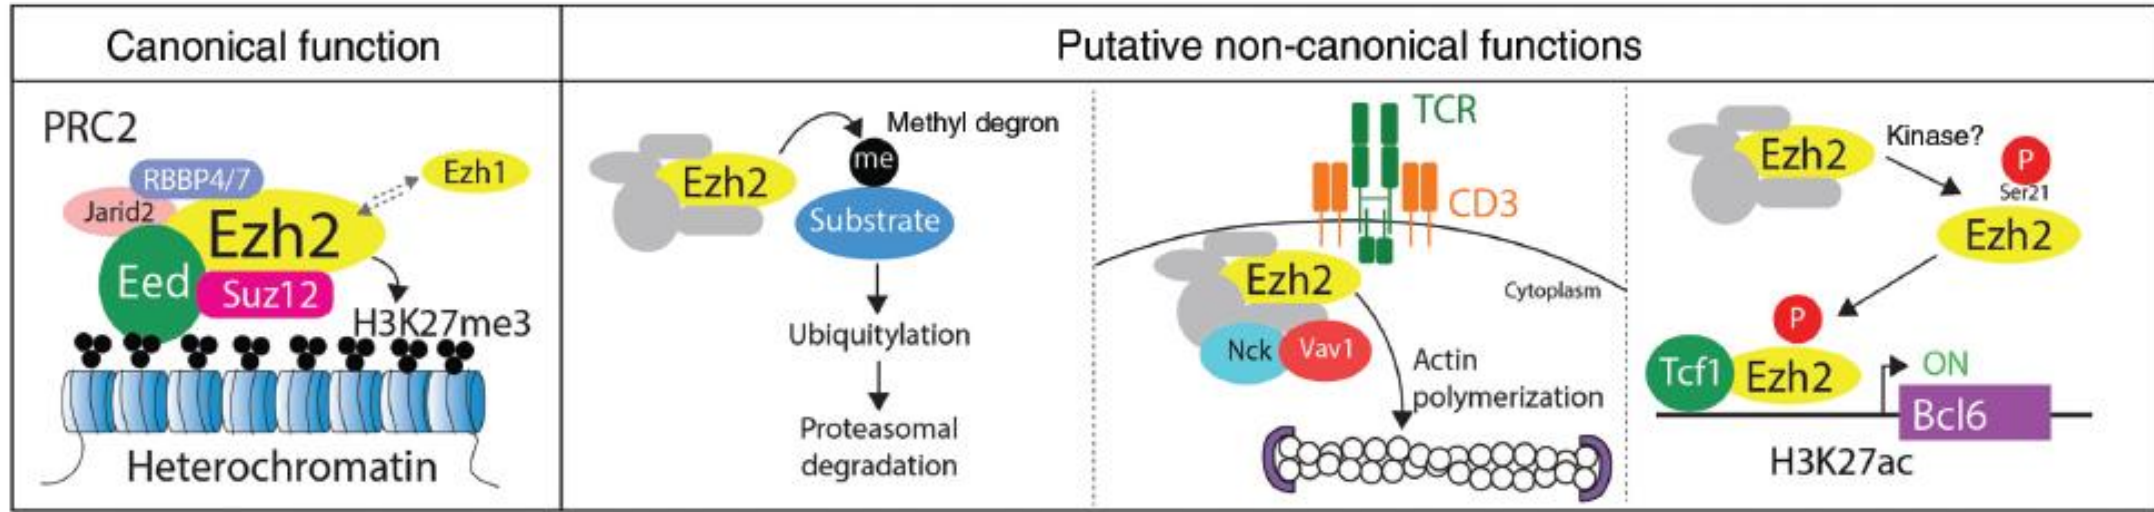 Canonical function
Putative non-canonical functions
PRC2
RBBP4/7
Jarid2
Ezh2
Ezh1
Eed
Suz12
H3K27me3
Heterochromatin
Methyl degron
me
Ezh2
Substrate
Ubiquitylation
Proteasomal
degradation
TCR
CD3
Ezh2
Cytoplasm
Nck
Vav1
Actin
polymerization
Ezh2
Kinase?
P
Ser21
Ezh2
P
Tcf1
Ezh2
ON
Bcl6
H3K27ac